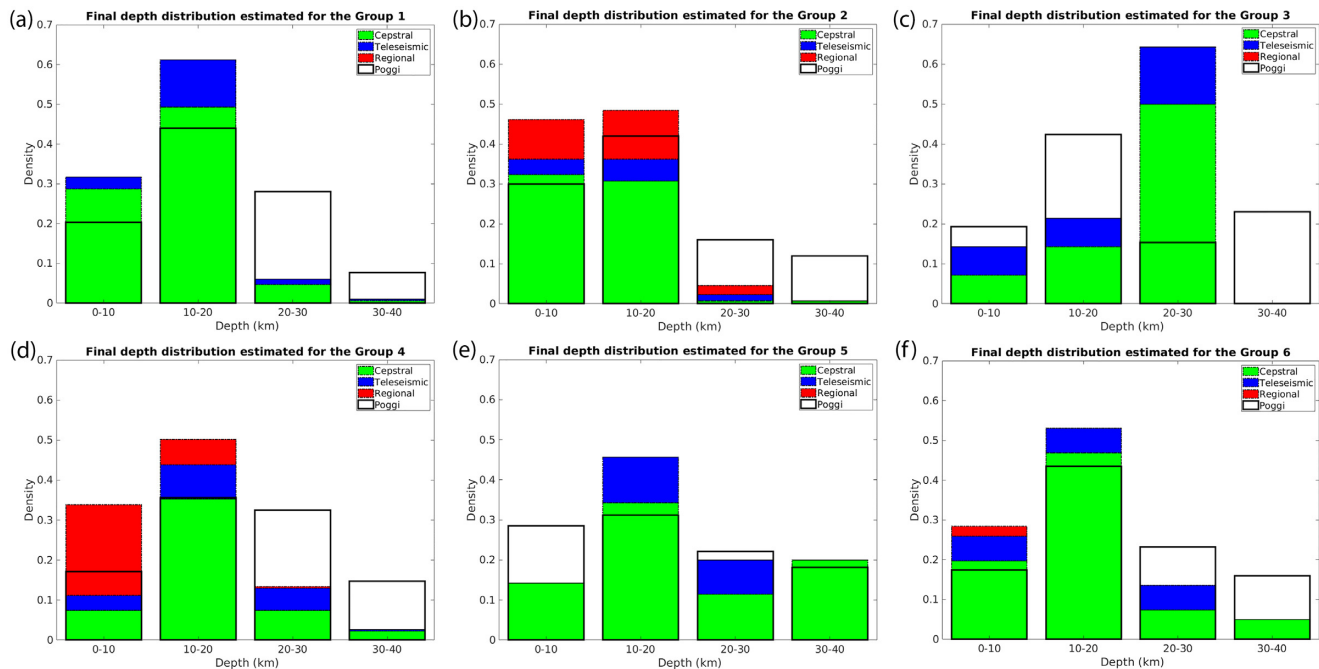 (a)
Final depth distribution estimated for the Group 1
0.7
0.6
0.5
0.4
0.3
0.2
0.1
0
Density
Cepstral
Teleseismic
Regional
Poggi
0-10 10-20 20-30 30-40
Depth (km)
(b)
Final depth distribution estimated for the Group 2
0.7
0.6
0.5
0.4
0.3
0.2
0.1
0
Density
Cepstral
Teleseismic
Regional
Poggi
0-10 10-20 20-30 30-40
Depth (km)
(c)
Final depth distribution estimated for the Group 3
0.7
0.6
0.5
0.4
0.3
0.2
0.1
0
Density
Cepstral
Teleseismic
Regional
Poggi
0-10 10-20 20-30 30-40
Depth (km)
(d)
Final depth distribution estimated for the Group 4
0.7
0.6
0.5
0.4
0.3
0.2
0.1
0
Density
Cepstral
Teleseismic
Regional
Poggi
0-10 10-20 20-30 30-40
Depth (km)
(e)
Final depth distribution estimated for the Group 5
0.7
0.6
0.5
0.4
0.3
0.2
0.1
0
Density
Cepstral
Teleseismic
Regional
Poggi
0-10 10-20 20-30 30-40
Depth (km)
(f)
Final depth distribution estimated for the Group 6
0.7
0.6
0.5
0.4
0.3
0.2
0.1
0
Density
Cepstral
Teleseismic
Regional
Poggi
0-10 10-20 20-30 30-40
Depth (km)